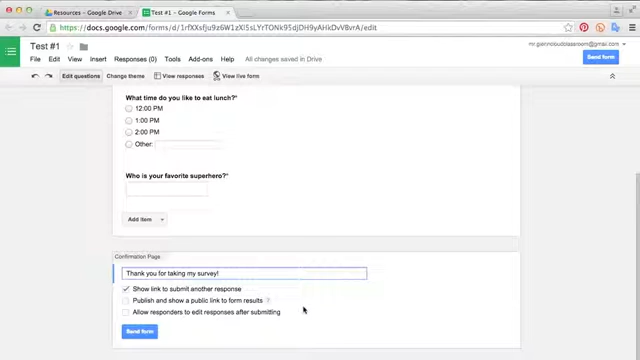 Resources – Google Drive
Test #1 – Google Forms
https://docs.google.com/forms/d/
/edit
Test #1
File Edit View Insert Responses (0) Tools Add-ons Help All changes saved in Drive
Send form
Edit questions Change theme View responses View live form
What time do you like to eat lunch?*
12:00 PM
1:00 PM
2:00 PM
Other:
Who is your favorite superhero?*
Add item
Confirmation Page
Thank you for taking my survey!
Show link to submit another response
Publish and show a public link to form results ?
Allow responders to edit responses after submitting
Send form